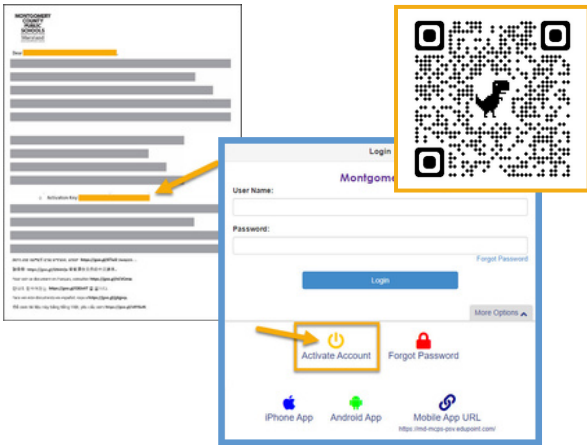 MONTGOMERY
COUNTY
PUBLIC
SCHOOLS
Maryland
Dear
Activation Key
Login
Montgome
User Name:
Password:
Forgot Password
Login
More Options
Activate Account
Forgot Password
iPhone App
Android App
Mobile App URL
https://md-mcps-psv.edupoint.com/